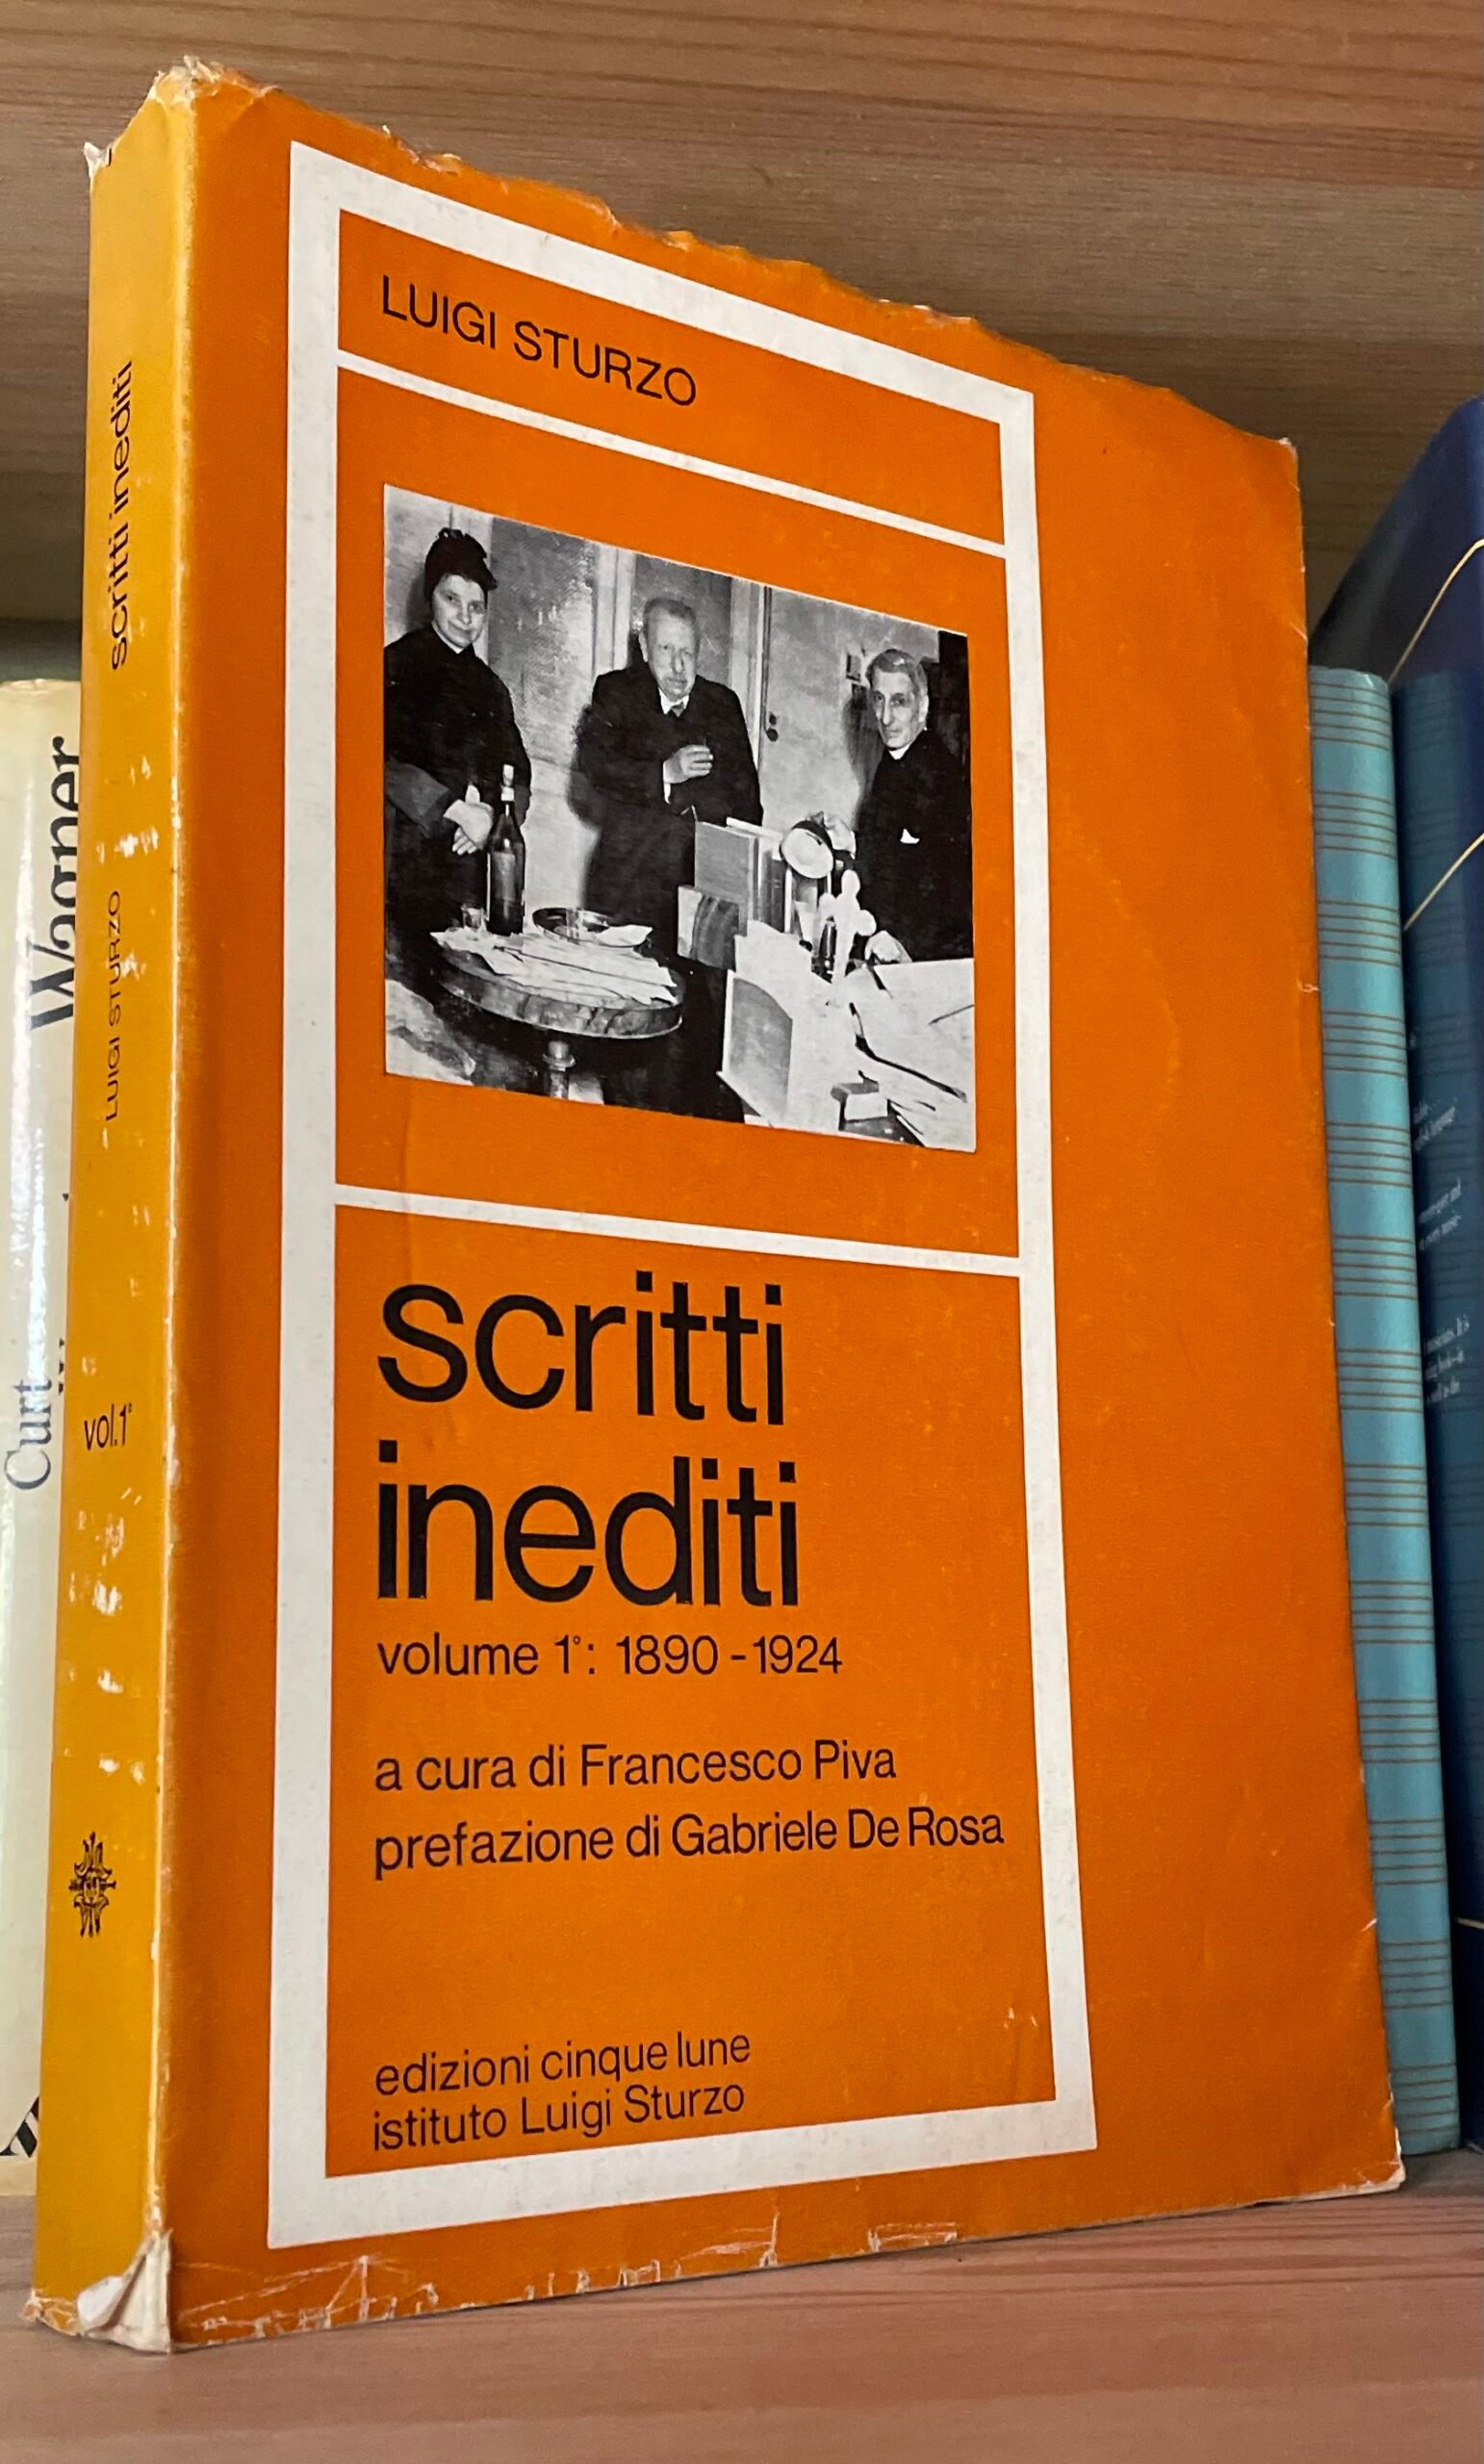 LUIGI STURZO
scritti
inediti
volume 1°: 1890-1924
a cura di Francesco Piva
prefazione di Gabriele De Rosa
edizioni cinque lune
istituto Luigi Sturzo
scritti inediti
LUIGI STURZO
vol.1°
Wagner
Curt